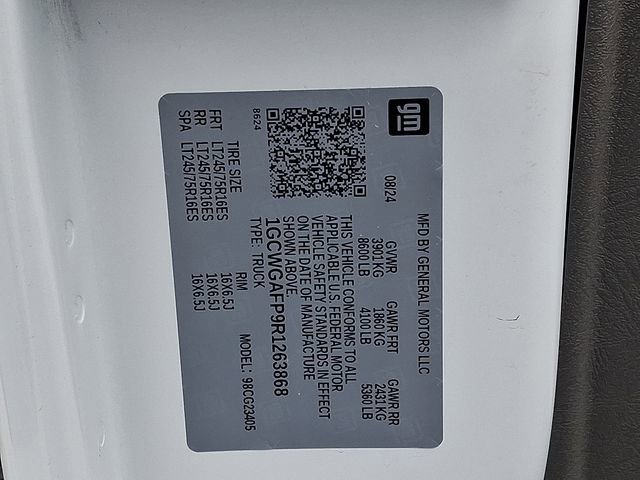 gm
MFD BY GENERAL MOTORS LLC
08/24 GVWR GAWR FRT GAWR RR
3901 KG 1860 KG 2431 KG
8600 LB 4100 LB 5360 LB
THIS VEHICLE CONFORMS TO ALL
APPLICABLE U.S. FEDERAL MOTOR
VEHICLE SAFETY STANDARDS IN EFFECT
ON THE DATE OF MANUFACTURE
SHOWN ABOVE.
1GCWGAFP9R1263868
8624 TYPE: TRUCK MODEL: 98CG23405
TIRE SIZE RIM
FRT LT245/75R16ES 16X6.5J
RR LT245/75R16ES 16X6.5J
SPA LT245/75R16ES 16X6.5J